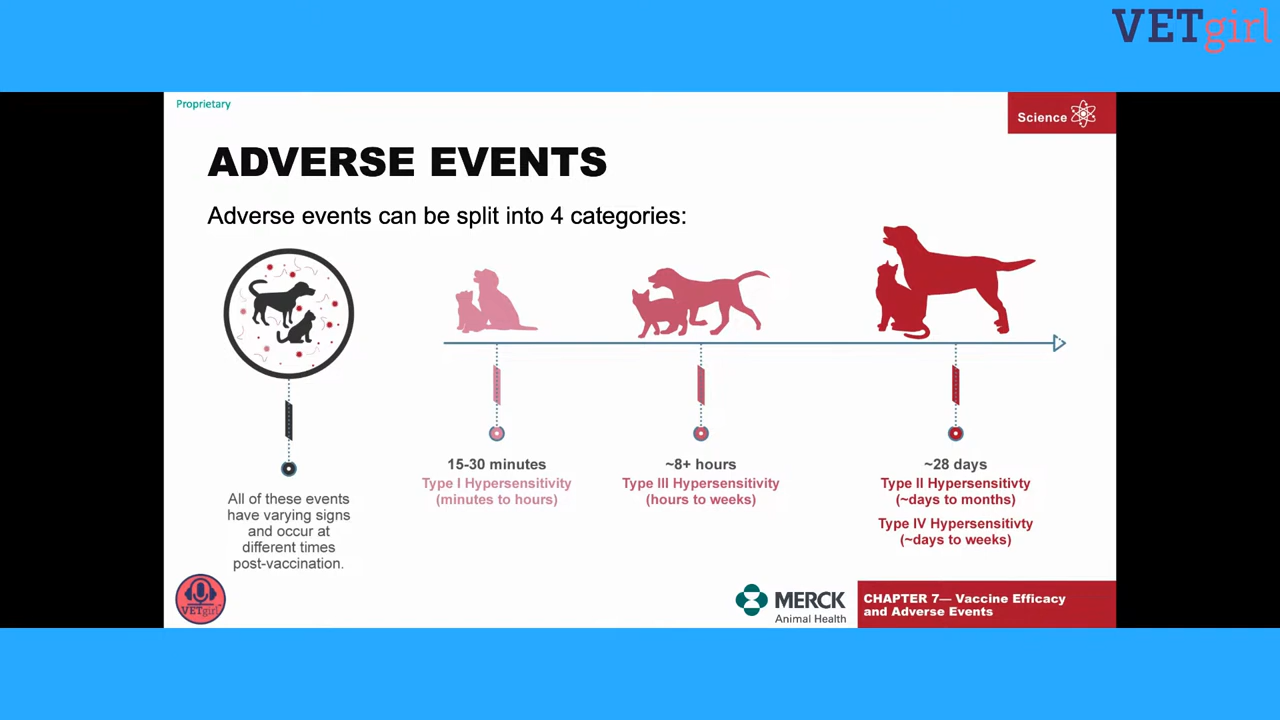 VETgirl
Proprietary
Science
ADVERSE EVENTS
Adverse events can be split into 4 categories:
15-30 minutes
Type I Hypersensitivity
(minutes to hours)
~8+ hours
Type III Hypersensitivity
(hours to weeks)
~28 days
Type II Hypersensitivty
(~days to months)
Type IV Hypersensitivty
(~days to weeks)
All of these events
have varying signs
and occur at
different times
post-vaccination.
VETgirl
MERCK
Animal Health
CHAPTER 7— Vaccine Efficacy
and Adverse Events